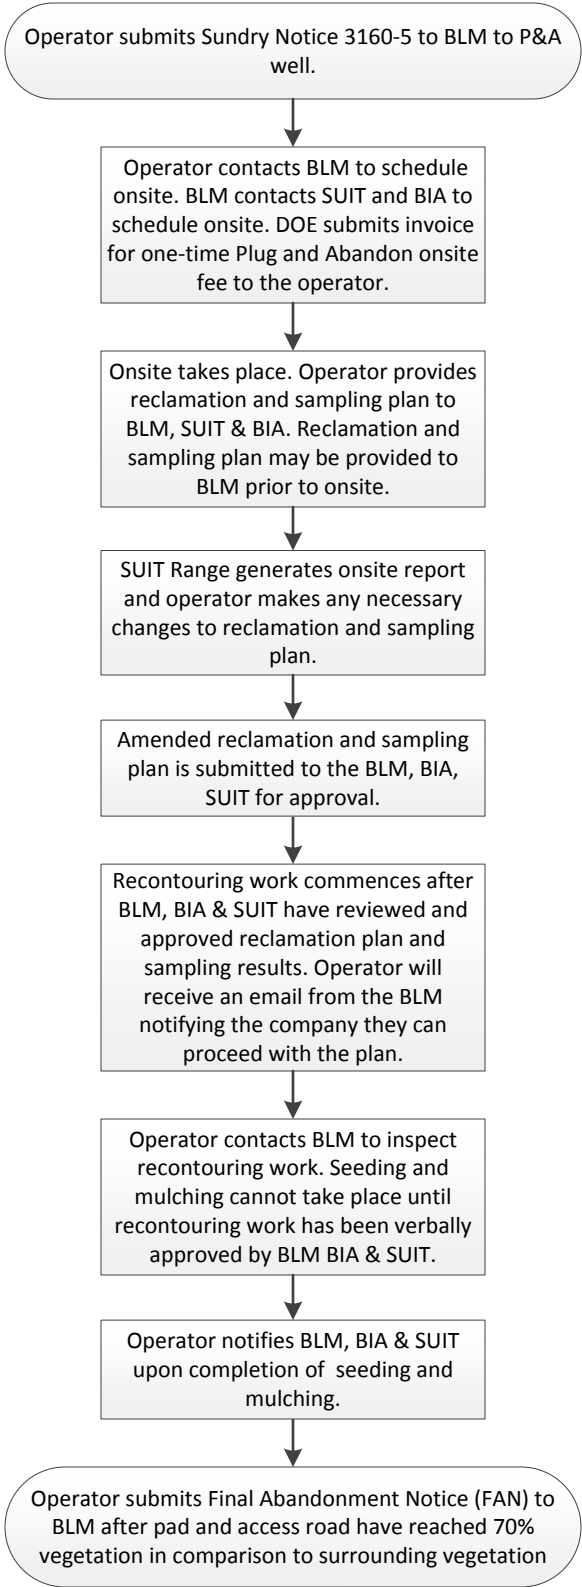 Operator submits Sundry Notice 3160-5 to BLM to P&A
well.
Operator contacts BLM to schedule
onsite. BLM contacts SUIT and BIA to
schedule onsite. DOE submits invoice
for one-time Plug and Abandon onsite
fee to the operator.
Onsite takes place. Operator provides
reclamation and sampling plan to
BLM, SUIT & BIA. Reclamation and
sampling plan may be provided to
BLM prior to onsite.
SUIT Range generates onsite report
and operator makes any necessary
changes to reclamation and sampling
plan.
Amended reclamation and sampling
plan is submitted to the BLM, BIA,
SUIT for approval.
Recontouring work commences after
BLM, BIA & SUIT have reviewed and
approved reclamation plan and
sampling results. Operator will
receive an email from the BLM
notifying the company they can
proceed with the plan.
Operator contacts BLM to inspect
recontouring work. Seeding and
mulching cannot take place until
recontouring work has been verbally
approved by BLM BIA & SUIT.
Operator notifies BLM, BIA & SUIT
upon completion of seeding and
mulching.
Operator submits Final Abandonment Notice (FAN) to
BLM after pad and access road have reached 70%
vegetation in comparison to surrounding vegetation